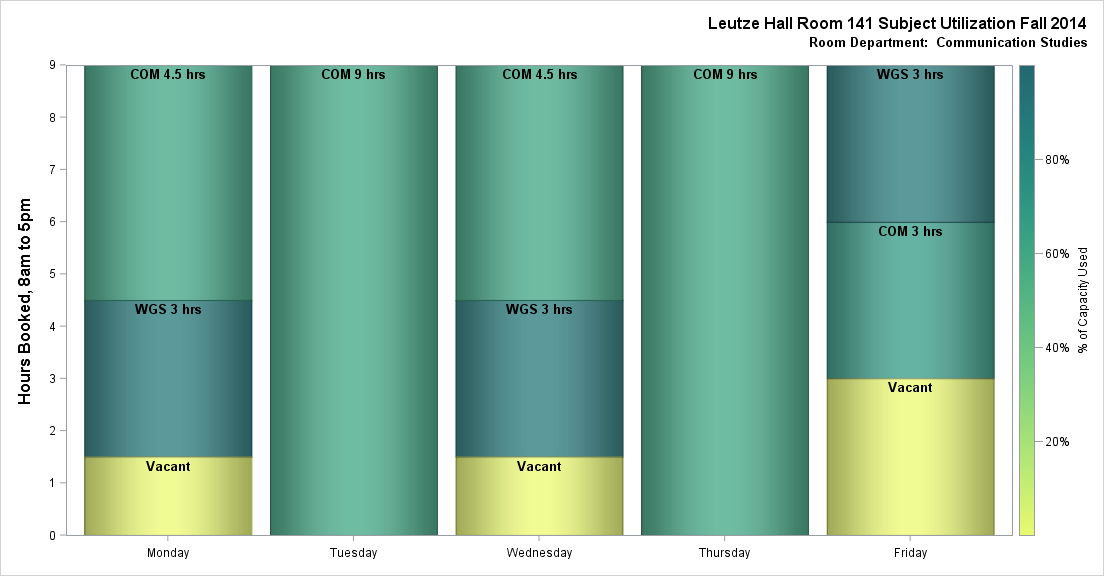 Leutze Hall Room 141 Subject Utilization Fall 2014
Room Department: Communication Studies
Hours Booked, 8am to 5pm
9
8
7
6
5
4
3
2
1
0
COM 4.5 hrs
WGS 3 hrs
Vacant
COM 9 hrs
COM 4.5 hrs
WGS 3 hrs
Vacant
COM 9 hrs
WGS 3 hrs
COM 3 hrs
Vacant
Monday
Tuesday
Wednesday
Thursday
Friday
80%
60%
40%
20%
% of Capacity Used